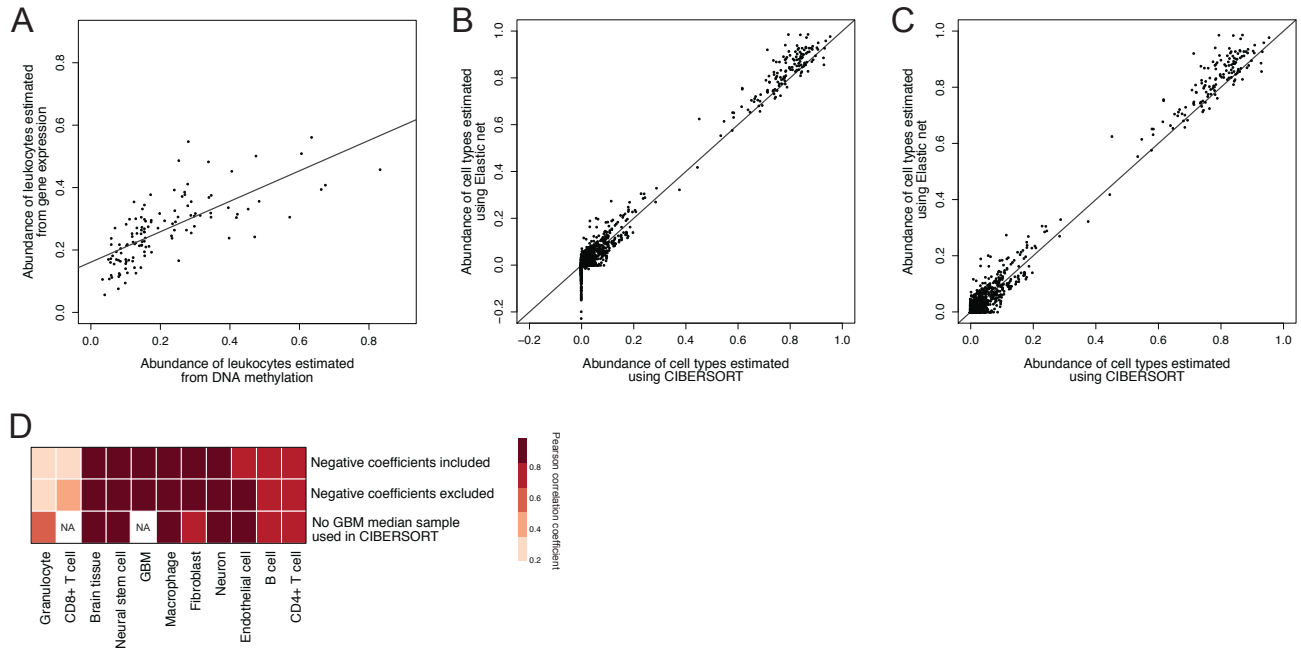 A
0.8
0.6
0.4
0.2
0.0
Abundance of leukocytes estimated
from gene expression
0.0 0.2 0.4 0.6 0.8
Abundance of leukocytes estimated
from DNA methylation
B
1.0
0.8
0.6
0.4
0.2
0.0
−0.2
Abundance of cell types estimated
using Elastic net
−0.2 0.0 0.2 0.4 0.6 0.8 1.0
Abundance of cell types estimated
using CIBERSORT
C
1.0
0.8
0.6
0.4
0.2
0.0
Abundance of cell types estimated
using Elastic net
0.0 0.2 0.4 0.6 0.8 1.0
Abundance of cell types estimated
using CIBERSORT
D
Negative coefficients included
Negative coefficients excluded
NA NA
No GBM median sample
used in CIBERSORT
Granulocyte
CD8+ T cell
Brain tissue
Neural stem cell
GBM
Macrophage
Fibroblast
Neuron
Endothelial cell
B cell
CD4+ T cell
0.8
0.6
0.4
0.2
Pearson correlation coefficient